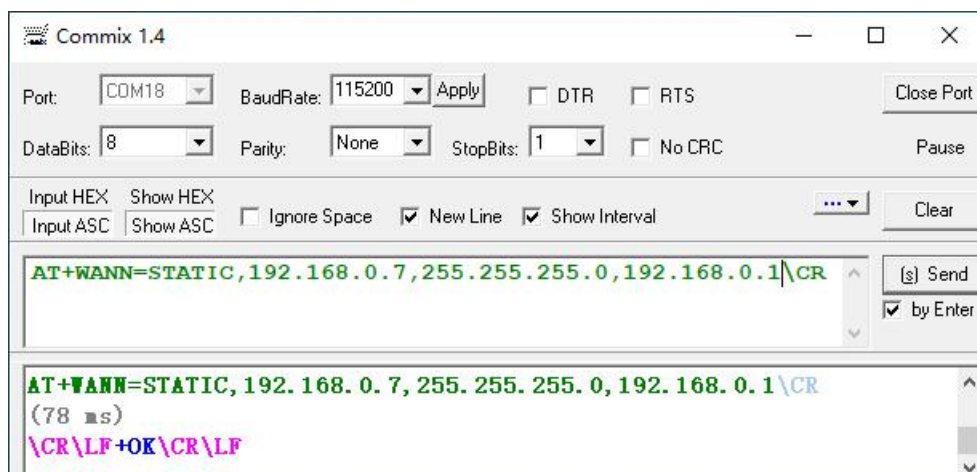 Commix 1.4
Port: COM18 BaudRate: 115200 Apply DTR RTS Close Port
DataBits: 8 Parity: None StopBits: 1 No CRC Pause
Input HEX Show HEX
Input ASC Show ASC Ignore Space New Line Show Interval ... Clear
AT+WANN=STATIC,192.168.0.7,255.255.255.0,192.168.0.1\CR
(s) Send
by Enter
AT+WANN=STATIC,192.168.0.7,255.255.255.0,192.168.0.1\CR
(78 ms)
\CR\LF+OK\CR\LF